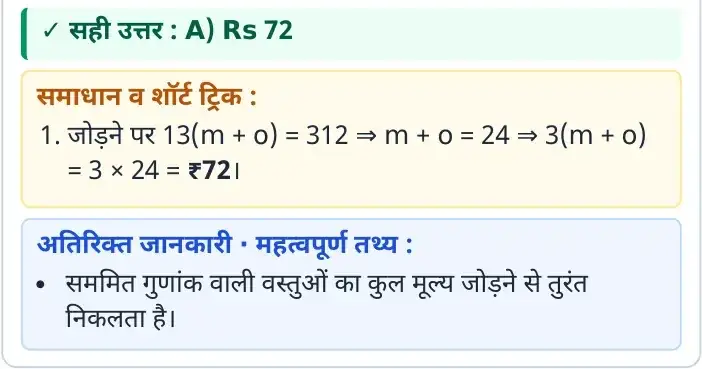 ✓ सही उत्तर : A) Rs 72
समाधान व शॉर्ट ट्रिक :
1. जोड़ने पर 13(m + o) = 312 ⇒ m + o = 24 ⇒ 3(m + o)
= 3 × 24 = ₹72।
अतिरिक्त जानकारी · महत्वपूर्ण तथ्य :
• सममित गुणांक वाली वस्तुओं का कुल मूल्य जोड़ने से तुरंत
निकलता है।